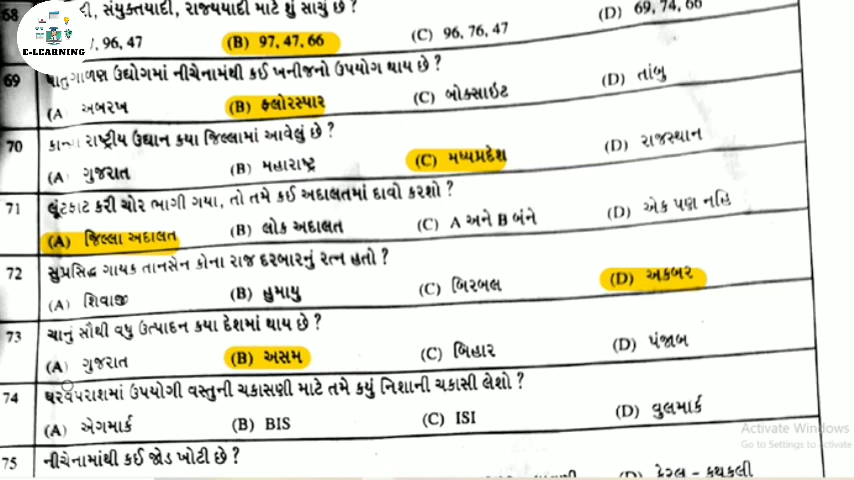 68 દી, સંયુક્તયાદી, રાજ્યયાદી માટે શું સાચું છે ?
7, 96, 47 (B) 97, 47, 66 (C) 96, 76, 47 (D) 69, 74, 66
E-LEARNING
69 ધાતુગાળણ ઉદ્યોગમાં નીચેનામંથી કઈ ખનીજનો ઉપયોગ થાય છે ?
(A) અબરખ (B) ફ્લોરસ્પાર (C) બોક્સાઇટ (D) તાંબુ
70 કાન્હા રાષ્ટ્રીય ઉદ્યાન કયા જિલ્લામાં આવેલું છે ?
(A) ગુજરાત (B) મહારાષ્ટ્ર (C) મધ્યપ્રદેશ (D) રાજસ્થાન
71 લૂંટફાટ કરી ચોર ભાગી ગયા, તો તમે કઈ અદાલતમાં દાવો કરશો ?
(A) જિલ્લા અદાલત (B) લોક અદાલત (C) A અને B બંને (D) એક પણ નહિ
72 સુપ્રસિદ્ધ ગાયક તાનસેન કોના રાજ દરબારનું રત્ન હતો ?
(A) શિવાજી (B) હુમાયુ (C) બિરબલ (D) અકબર
73 ચાનું સૌથી વધુ ઉત્પાદન કયા દેશમાં થાય છે ?
(A) ગુજરાત (B) અસમ (C) બિહાર (D) પંજાબ
74 ઘરવપરાશમાં ઉપયોગી વસ્તુની ચકાસણી માટે તમે કયું નિશાની ચકાસી લેશો ?
(A) એગમાર્ક (B) BIS (C) ISI (D) વુલમાર્ક
Activate Windows
Go to Settings to activate
75 નીચેનામાંથી કઈ જોડ ખોટી છે ?
(D) કેરલ – કથકલી